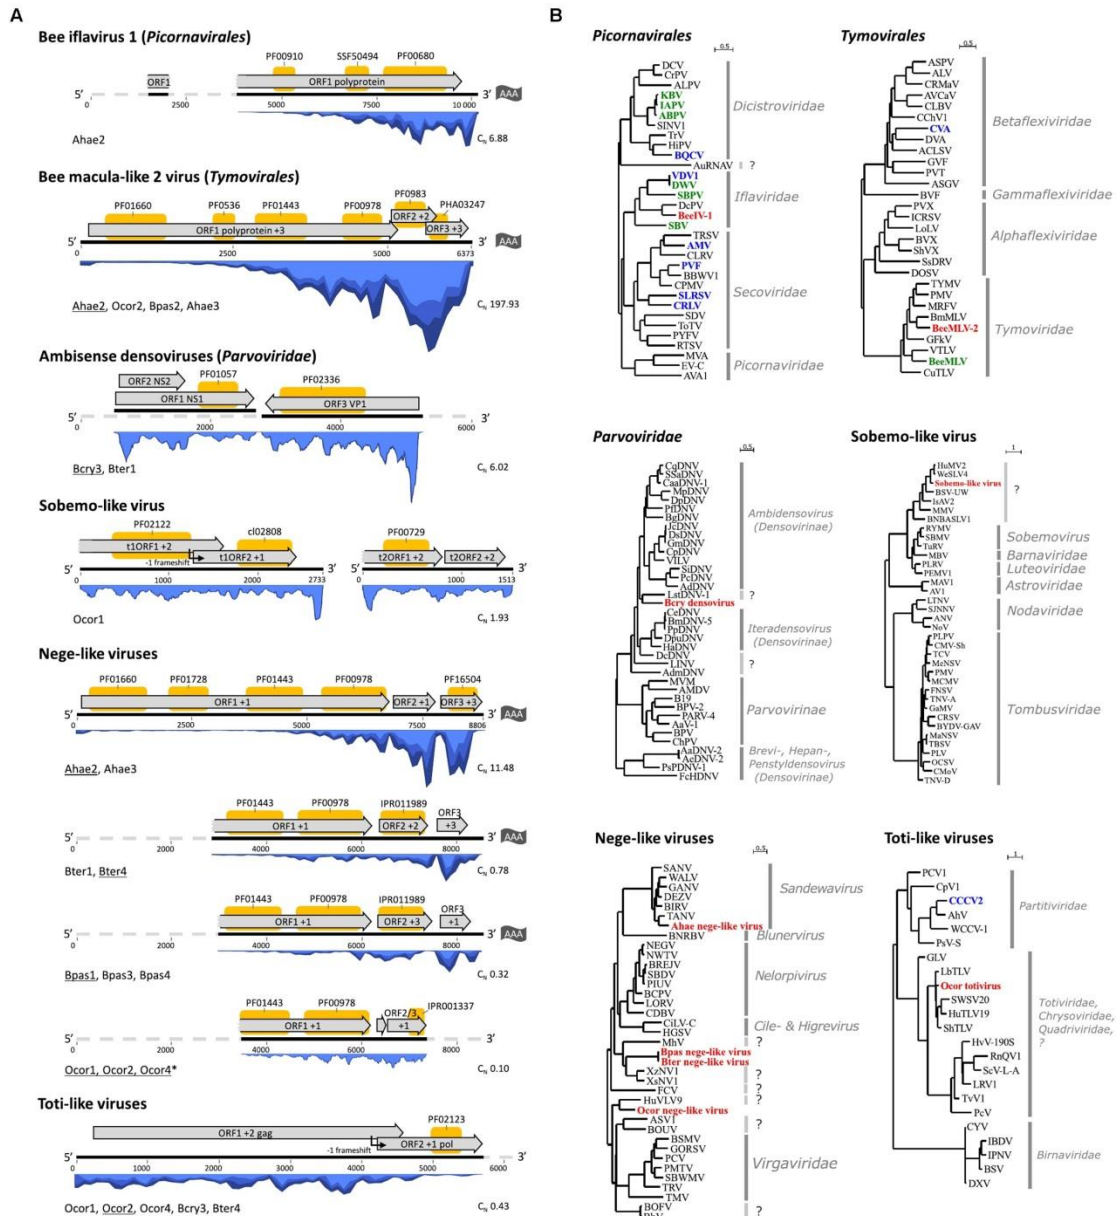 A
Bee iflavirus 1 (Picornavirales)
PF00910 SSF50494 PF00680
ORF1 ORF1 polyprotein
3′ AAA
0 2500 5000 7500 10 000
Ahae2
CN 6.88
Bee macula-like 2 virus (Tymovirales)
PF01660 PF0536 PF01443 PF00978 PF0983 PHA03247
ORF2 +2
ORF1 polyprotein +3 ORF3 +3
5′ 3′ AAA
0 2500 5000 6373
Ahae2, Ocor2, Bpas2, Ahae3
CN 197.93
Ambisense densoviruses (Parvoviridae)
PF01057 PF02336
ORF2 NS2
ORF1 NS1 ORF3 VP1
5′ 3′
0 2000 4000 6000
Bcry3, Bter1
CN 6.02
Sobemo-like virus
PF02122 cl02808 PF00729
t1ORF1 +2 t1ORF2 +1 t2ORF1 +2 t2ORF2 +1
-1 frameshift
5′ 3′ 5′ 3′
0 1000 2000 2733 0 1000 1513
Ocor1
CN 1.93
Nege-like viruses
PF01660 PF01728 PF01443 PF00978 PF16504
ORF1 +1 ORF2 +1 ORF3 +3
5′ 3′ AAA
0 2500 5000 7500 8806
Ahae2, Ahae3
CN 11.48
PF01443 PF00978 IPR011989 ORF3
ORF1 +1 ORF2 +2 +3
5′ 3′ AAA
0 2000 4000 6000 8000
Bter1, Bter4
CN 0.78
PF01443 PF00978 IPR011989 ORF3
ORF1 +1 ORF2 +3 +1
5′ 3′ AAA
0 2000 4000 6000 8000
Bpas1, Bpas3, Bpas4
CN 0.32
PF01443 PF00978 ORF2/3 IPR001337
ORF1 +1 +1
5′ 3′
0 2000 4000 6000 8000
Ocor1, Ocor2, Ocor4*
CN 0.10
Toti-like viruses
PF02123
ORF1 +2 gag
-1 frameshift ORF2 +1 pol
5′ 3′
0 1000 2000 3000 4000 5000 6000
Ocor1, Ocor2, Ocor4, Bcry3, Bter4
CN 0.43
B
Picornavirales
0.5
DCV
CrPV
ALPV
KBV
IAPV
ABPV
SINV1
TrV
HiPV
BQCV
Dicistroviridae
AuRNAV
?
VDV1
DWV
SBPV
DcPV
BeeIV-1
SBV
Iflaviridae
TRSV
AMV
CLRV
PVF
BBWV1
CPMV
SLRSV
CRLV
SDV
ToTV
PYFV
RTSV
Secoviridae
MVA
EV-C
AVA1
Picornaviridae
Tymovirales
0.5
ASPV
ALV
CRMaV
AVCaV
CLBV
CChV1
CVA
DVA
ACLSV
GVF
PVT
ASGV
Betaflexiviridae
BVF
Gammaflexiviridae
PVX
ICRSV
LoLV
BVX
ShVX
SsDRV
DOSV
Alphaflexiviridae
TYMV
PMV
MRFV
BmMLV
BeeMLV-2
GFkV
VTLV
BeeMLV
CuTLV
Tymoviridae
Parvoviridae
0.5
CqDNV
SSaDNV
CaaDNV-1
MpDNV
DpDNV
PfDNV
BgDNV
JcDNV
DsDNV
GmDNV
CpDNV
VILV
SiDNV
PcDNV
AdDNV
Ambidensovirus
(Densovirinae)
LstDNV-1
?
Bcry densovirus
CeDNV
BmDNV-5
PpDNV
DpuDNV
HaDNV
DcDNV
Iteradensovirus
(Densovirinae)
LINV
AdmDNV
?
MVM
AMDV
B19
BPV-2
PARV-4
AaV-1
BPV
ChPV
Parvovirinae
AaDNV-2
AcDNV-2
PsPDNV-1
FcHDNV
Brevi-, Hepan-,
Penstyldensovirus
(Densovirinae)
Sobemo-like virus
1
HuMV2
WeSLV4
Sobemo-like virus
BSV-UW
IsAV2
MMV
BNBASLV1
?
RYMV
SBMV
TuRV
Sobemovirus
MBV
Barnaviridae
PLRV
PEMV1
Luteoviridae
MAV1
AV1
Astroviridae
LTNV
SJNNV
ANV
NoV
Nodaviridae
PLPV
CMV-Sh
TCV
McNSV
PMV
MCMV
FNSV
TNV-A
GaMV
CRSV
BYDV-GAV
MaNSV
TBSV
PLV
OCSV
CMoV
TNV-D
Tombusviridae
Nege-like viruses
0.5
SANV
WALV
GANV
DEZV
BIRV
TANV
Ahae nege-like virus
Sandewavirus
BNRBV
Blunervirus
NEGV
NWTV
BREJV
SBDV
PIUV
BCPV
LORV
CDBV
Nelorpivirus
CiLV-C
HGSV
Cile- & Higrevirus
MhV
?
Bpas nege-like virus
Bter nege-like virus
XzNV1
XsNV1
?
FCV
?
HuVLV9
?
Ocor nege-like virus
ASV1
BOUV
?
BSMV
GORSV
PCV
PMTV
SBWMV
TRV
TMV
Virgaviridae
BOFV
?
Toti-like viruses
1
PCV1
CpV1
CCCV2
AhV
WCCV-1
PsV-S
Partitiviridae
GLV
LbTLV
Ocor totivirus
SWSV20
HuTLV19
ShTLV
HvV-190S
RnQV1
ScV-L-A
LRV1
TvV1
PcV
Totiviridae,
Chrysoviridae,
Quadriviridae,
?
CYV
IBDV
IPNV
BSV
DXV
Birnaviridae